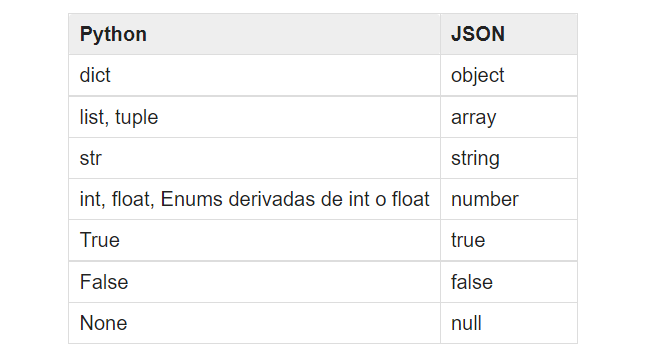 Python JSON
dict object
list, tuple array
str string
int, float, Enums derivadas de int o float number
True true
False false
None null